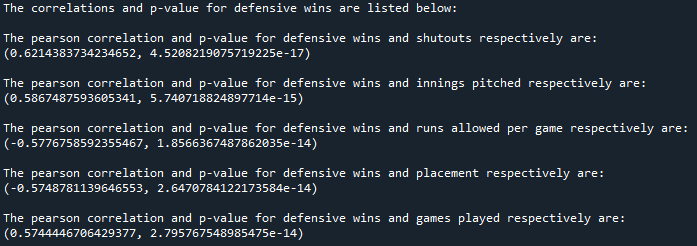 The correlations and p-value for defensive wins are listed below:
The pearson correlation and p-value for defensive wins and shutouts respectively are:
(0.6214383734234652, 4.5208219075719225e-17)
The pearson correlation and p-value for defensive wins and innings pitched respectively are:
(0.5867487593605341, 5.740718824897714e-15)
The pearson correlation and p-value for defensive wins and runs allowed per game respectively are:
(-0.5776758592355467, 1.8566367487862035e-14)
The pearson correlation and p-value for defensive wins and placement respectively are:
(-0.5748781139646553, 2.6470784122173584e-14)
The pearson correlation and p-value for defensive wins and games played respectively are:
(0.5744446706429377, 2.795767548985475e-14)